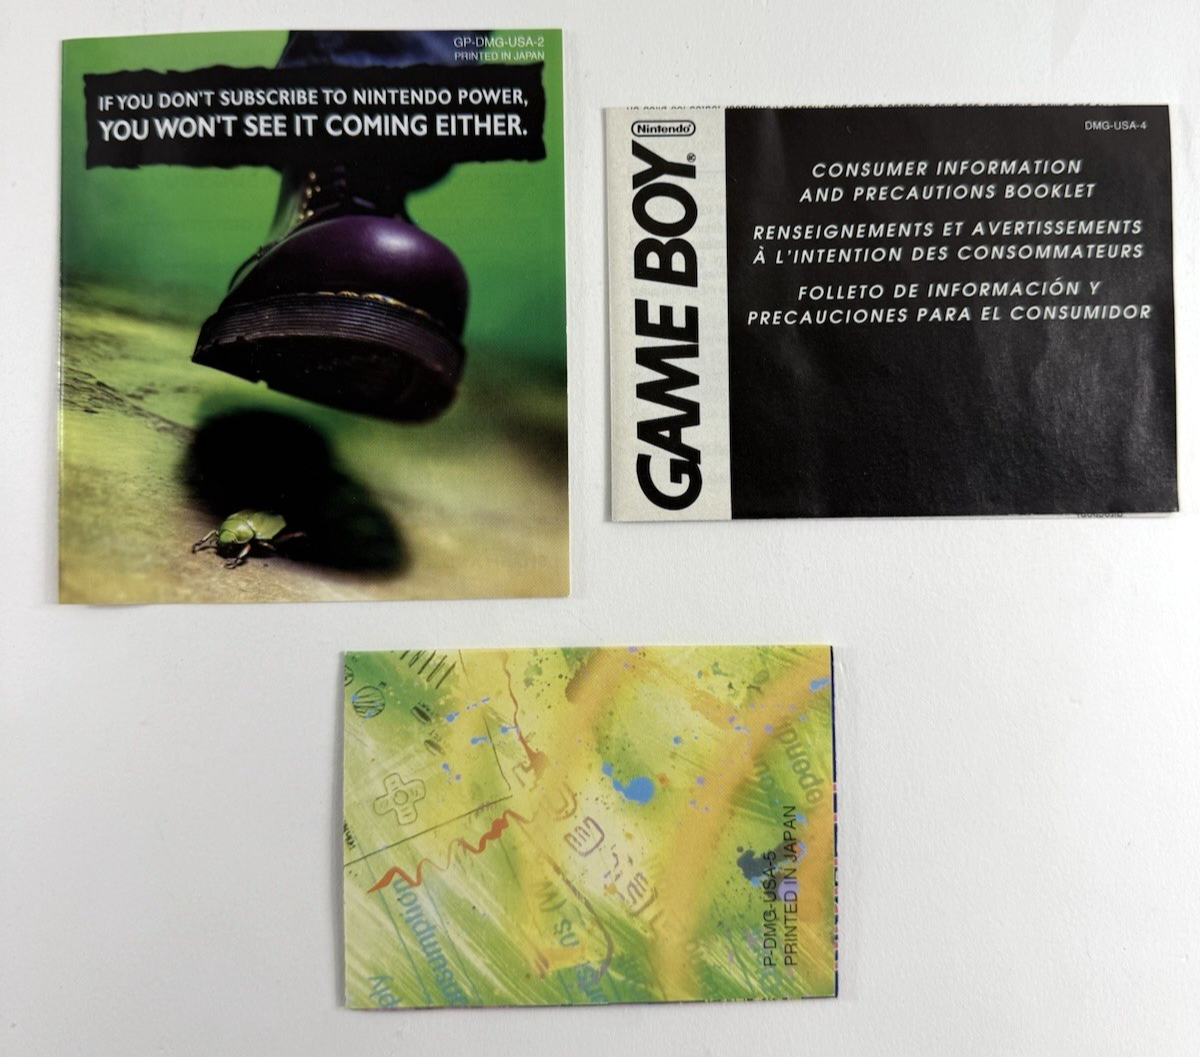 GP-DMG-USA-2
PRINTED IN JAPAN
IF YOU DON'T SUBSCRIBE TO NINTENDO POWER,
YOU WON'T SEE IT COMING EITHER.
Nintendo®
GAME BOY®
DMG-USA-4
CONSUMER INFORMATION
AND PRECAUTIONS BOOKLET
RENSEIGNEMENTS ET AVERTISSEMENTS
À L'INTENTION DES CONSOMMATEURS
FOLLETO DE INFORMACIÓN Y
PRECAUCIONES PARA EL CONSUMIDOR
P-DMG-USA-5
PRINTED IN JAPAN